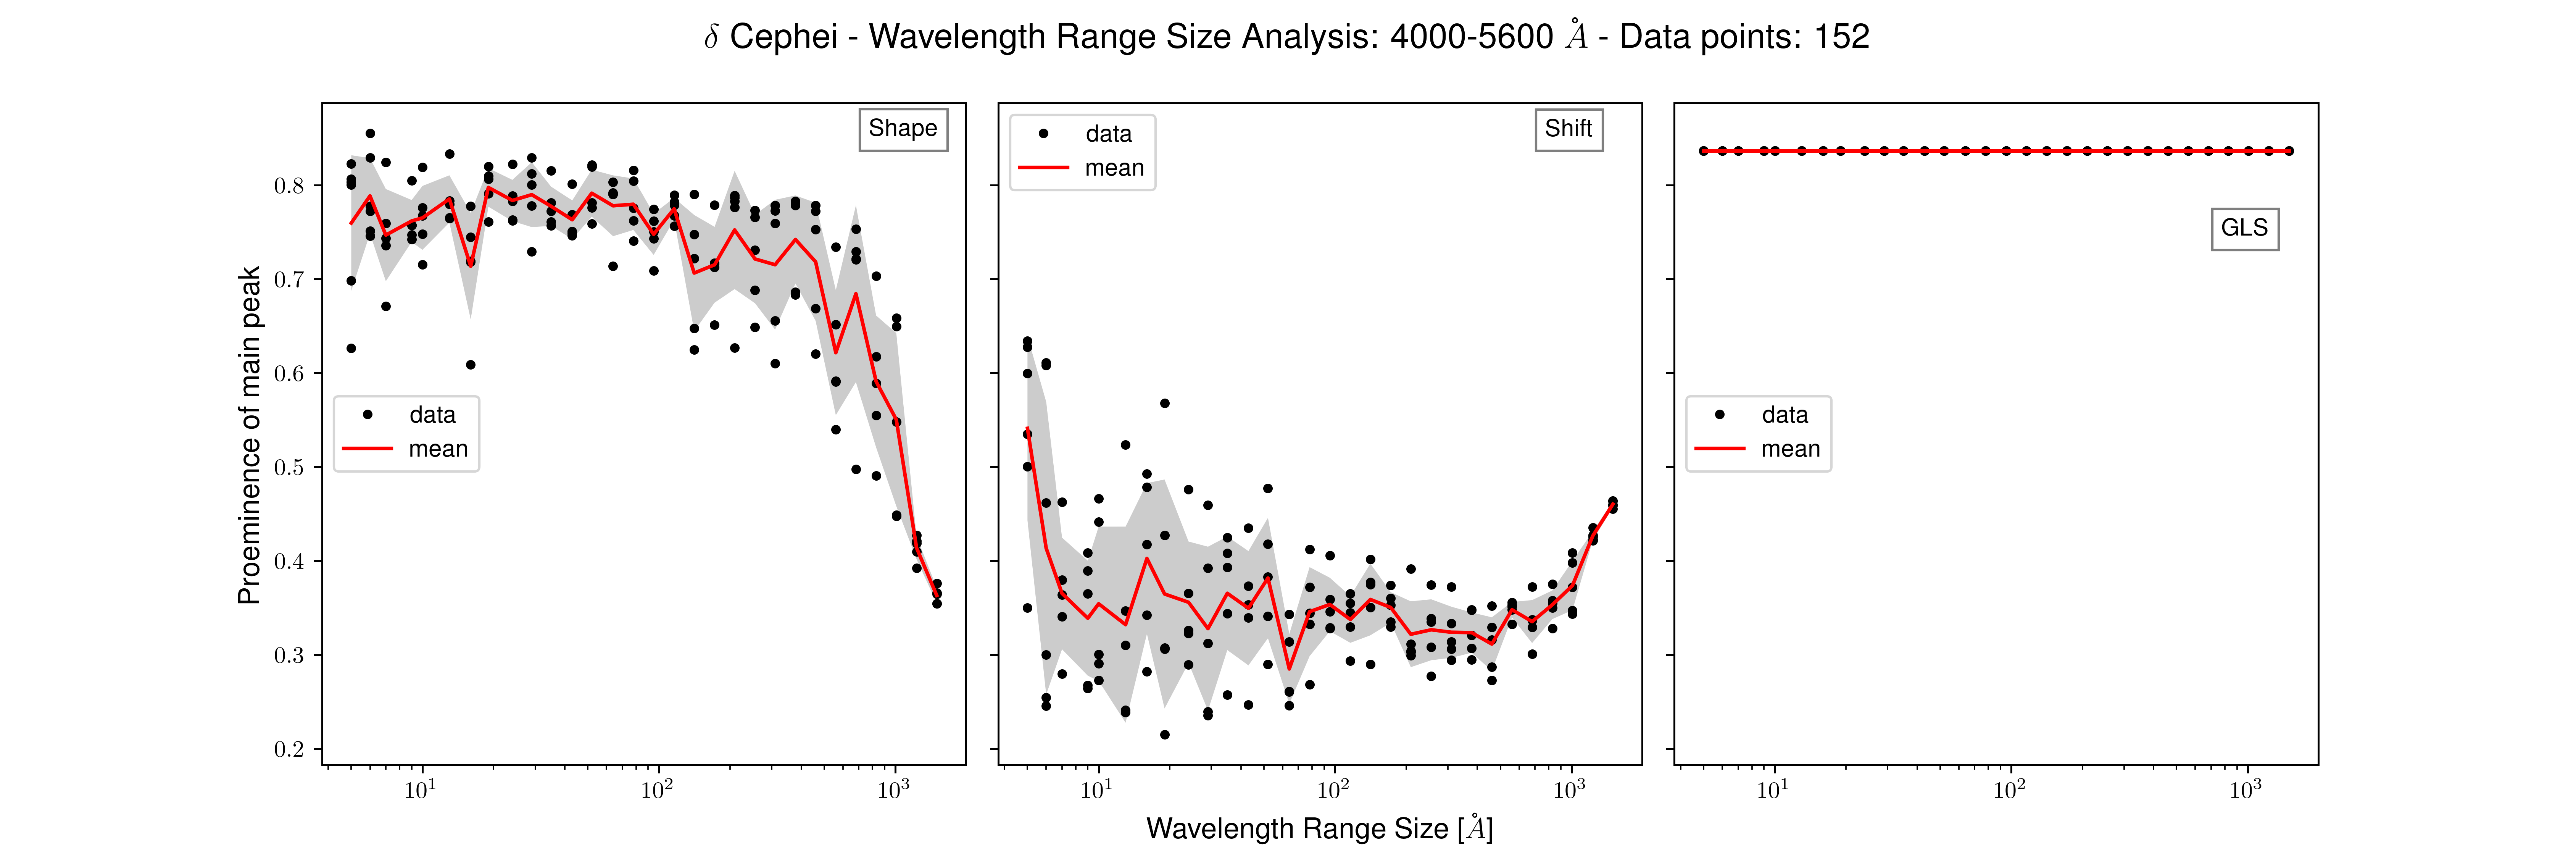 δ Cephei - Wavelength Range Size Analysis: 4000-5600 Å - Data points: 152
Proeminence of main peak
0.8
0.7
0.6
0.5
0.4
0.3
0.2
Shape
data
mean
10¹
10²
10³
data
mean
Shift
10¹
10²
10³
Wavelength Range Size [Å]
GLS
data
mean
10¹
10²
10³